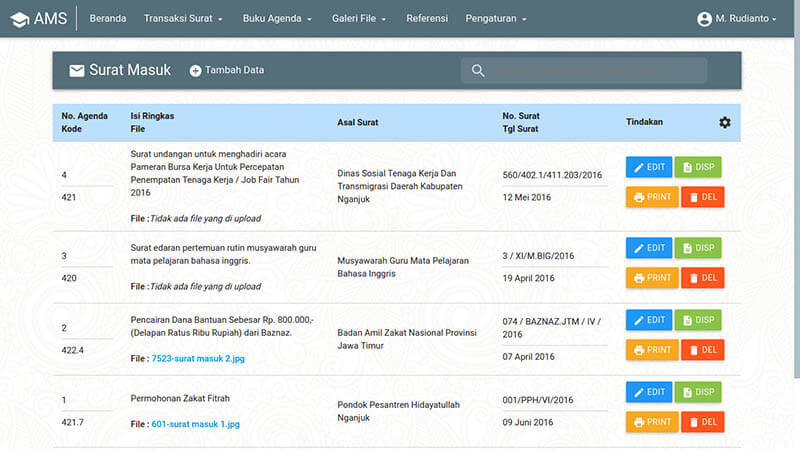 AMS Beranda Transaksi Surat Buku Agenda Galeri File Referensi Pengaturan M. Rudianto
Surat Masuk Tambah Data
No. Agenda
Kode
Isi Ringkas
File
Asal Surat
No. Surat
Tgl Surat
Tindakan
4
421
Surat undangan untuk menghadiri acara
Pameran Bursa Kerja Untuk Percepatan
Penempatan Tenaga Kerja / Job Fair Tahun
2016
File :Tidak ada file yang di upload
Dinas Sosial Tenaga Kerja Dan
Transmigrasi Daerah Kabupaten
Nganjuk
560/402.1/411.203/2016
12 Mei 2016
EDIT DISP
PRINT DEL
3
420
Surat edaran pertemuan rutin musyawarah guru
mata pelajaran bahasa inggris.
File :Tidak ada file yang di upload
Musyawarah Guru Mata Pelajaran
Bahasa Inggris
3 / XI/M.BIG/2016
19 April 2016
EDIT DISP
PRINT DEL
2
422.4
Pencairan Dana Bantuan Sebesar Rp. 800.000,-
(Delapan Ratus Ribu Rupiah) dari Baznaz.
File : 7523-surat masuk 2.jpg
Badan Amil Zakat Nasional Provinsi
Jawa Timur
074 / BAZNAZ.JTM / IV /
2016
07 April 2016
EDIT DISP
PRINT DEL
1
421.7
Permohonan Zakat Fitrah
File : 601-surat masuk 1.jpg
Pondok Pesantren Hidayatullah
Nganjuk
001/PPH/VI/2016
09 Juni 2016
EDIT DISP
PRINT DEL